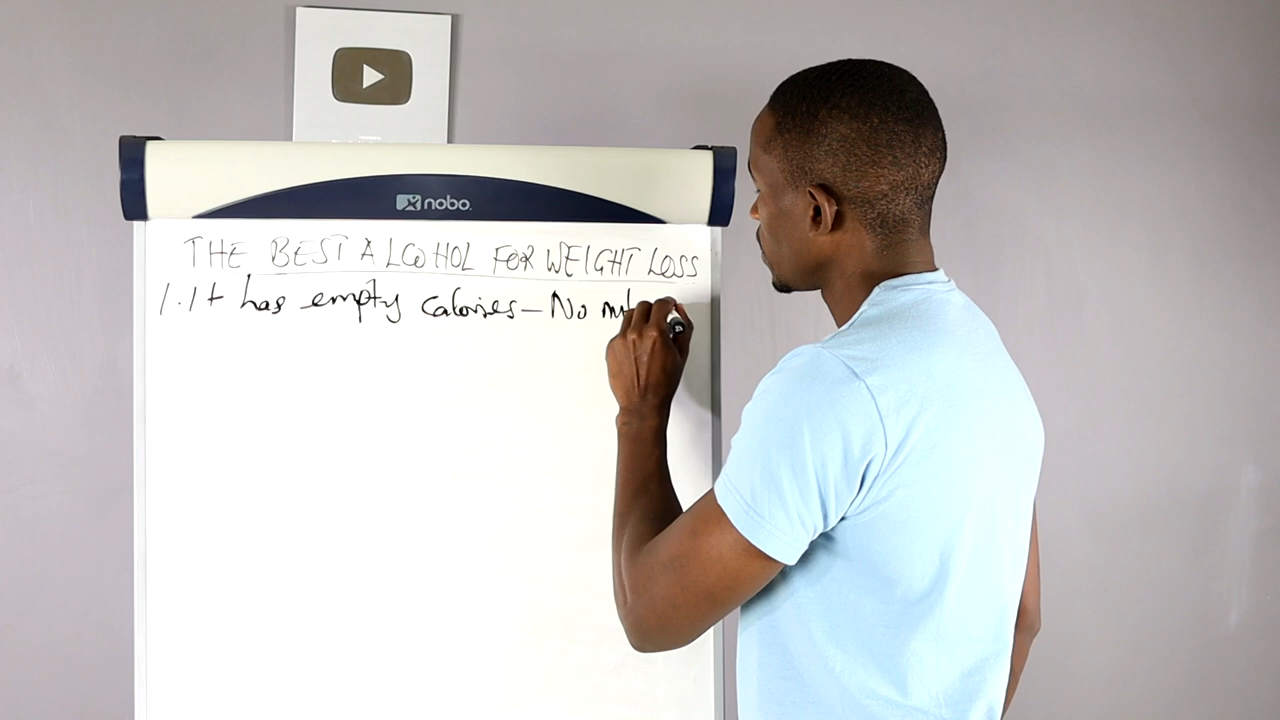 nobo
THE BEST ALCOHOL FOR WEIGHT LOSS
1. It has empty calories - No